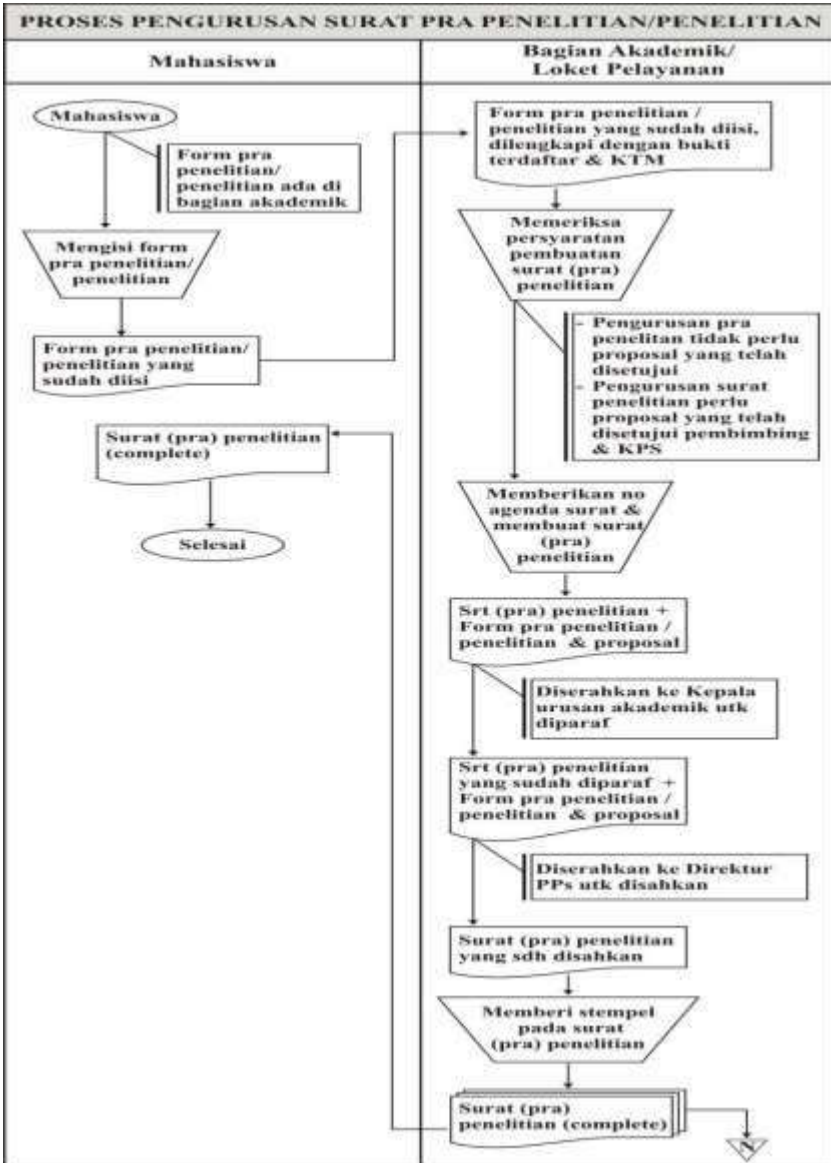 PROSES PENGURUSAN SURAT PRA PENELITIAN/PENELITIAN
Mahasiswa
Bagian Akademik/
Loket Pelayanan
Mahasiswa
Form pra
penelitian/
penelitian ada di
bagian akademik
Mengisi form
pra penelitian/
penelitian
Form pra penelitian/
penelitian yang
sudah diisi
Form pra penelitian /
penelitian yang sudah diisi,
dilengkapi dengan bukti
terdaftar & KTM
Memeriksa
persyaratan
pembuatan
surat (pra)
penelitian
- Pengurusan pra
penelitan tidak perlu
proposal yang telah
disetujui
- Pengurusan surat
penelitian perlu
proposal yang telah
disetujui pembimbing
& KPS
Memberikan no
agenda surat &
membuat surat
(pra)
penelitian
Srt (pra) penelitian +
Form pra penelitian /
penelitian & proposal
Diserahkan ke Kepala
urusan akademik utk
diparaf
Srt (pra) penelitian
yang sudah diparaf +
Form pra penelitian /
penelitian & proposal
Diserahkan ke Direktur
PPs utk disahkan
Surat (pra) penelitian
yang sdh disahkan
Memberi stempel
pada surat
(pra) penelitian
Surat (pra)
penelitian (complete)
N
Surat (pra) penelitian
(complete)
Selesai